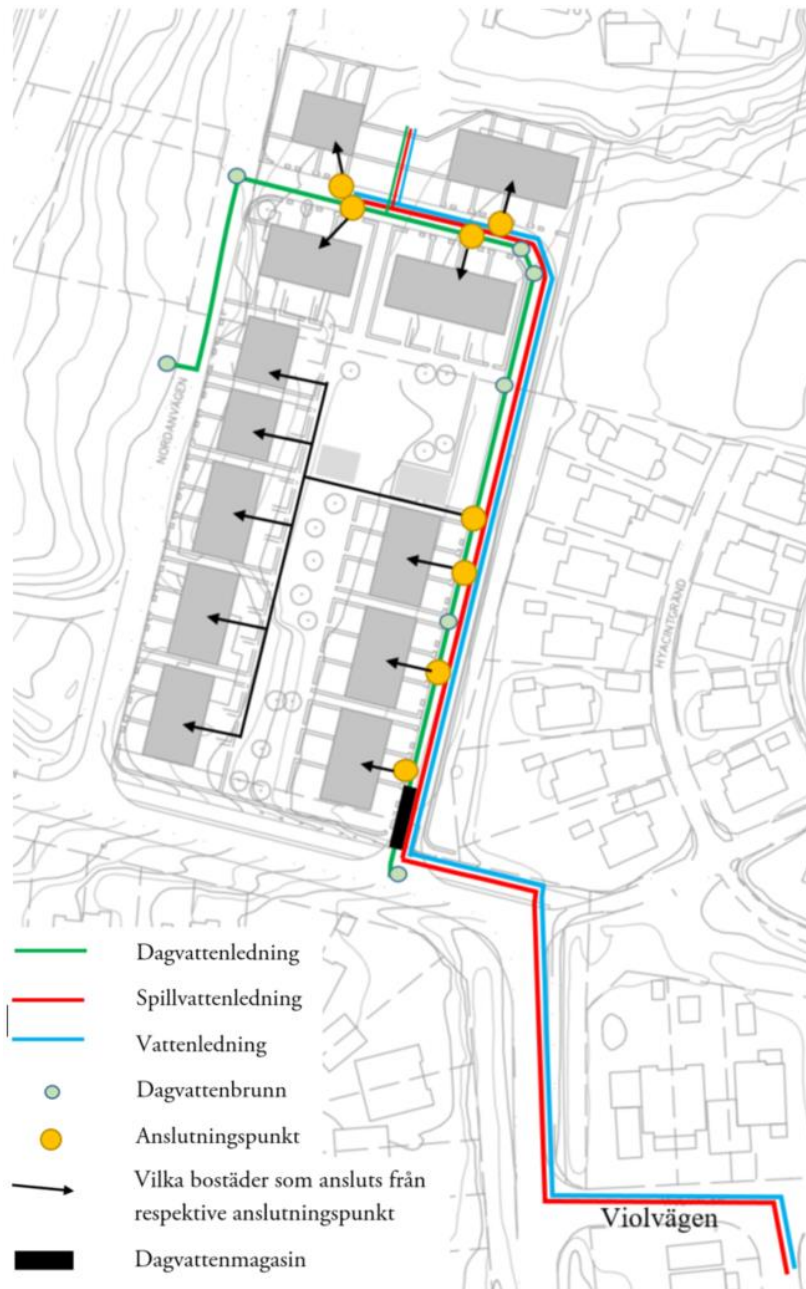 NORDANVÄGEN
HYACINTGRÄND
Dagvattenledning
Spillvattenledning
Vattenledning
Dagvattenbrunn
Anslutningspunkt
Vilka bostäder som ansluts från
respektive anslutningspunkt
Dagvattenmagasin
Violvägen